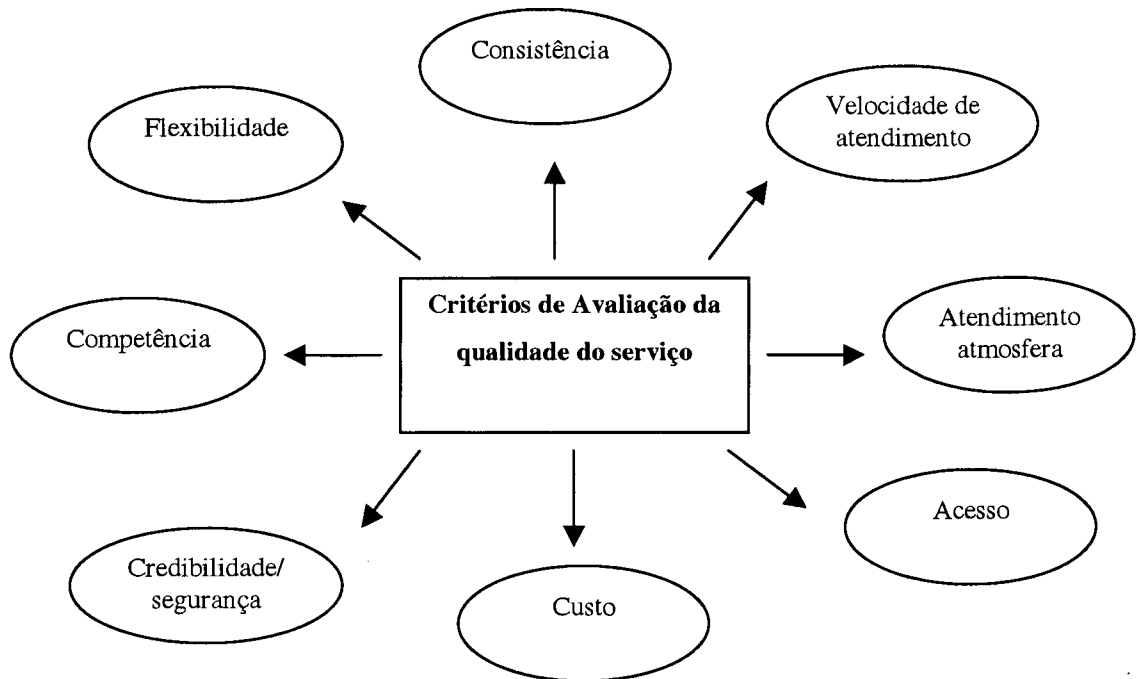 Consistência
Velocidade de
atendimento
Flexibilidade
Critérios de Avaliação da
qualidade do serviço
Atendimento
atmosfera
Competência
Acesso
Credibilidade/
segurança
Custo